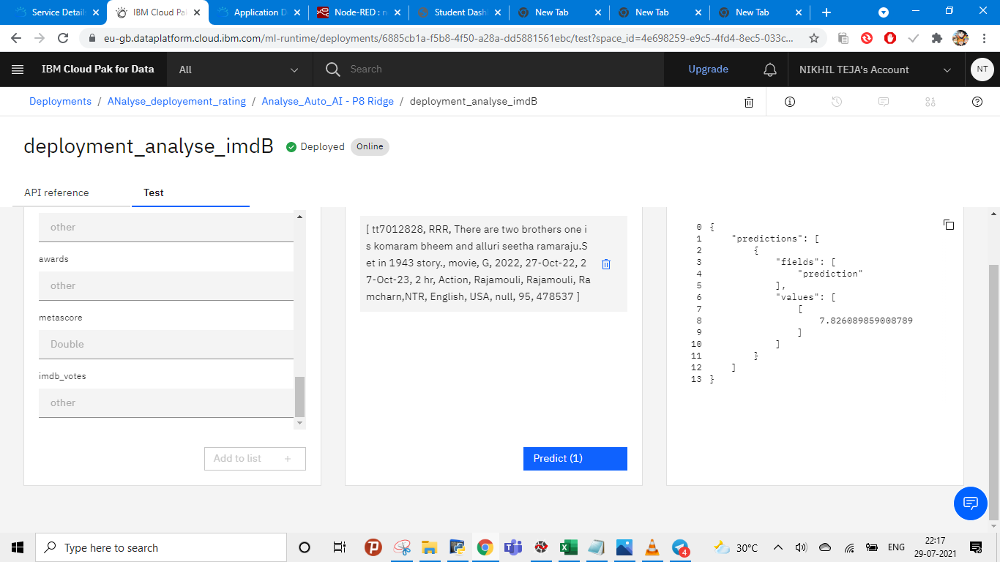 Service Details
IBM Cloud Pa
Application D
Node-RED : n
Student Dash
New Tab
New Tab
New Tab
eu-gb.dataplatform.cloud.ibm.com/ml-runtime/deployments/6885cb1a-f5b8-4f50-a28a-dd5881561ebc/test?space_id=4e698259-e9c5-4fd4-8ec5-033c...
IBM Cloud Pak for Data
All
Search
Upgrade
NIKHIL TEJA's Account
NT
Deployments / ANalyse_deployement_rating / Analyse_Auto_AI - P8 Ridge / deployment_analyse_imdB
deployment_analyse_imdB
Deployed
Online
API reference
Test
other
awards
other
metascore
Double
imdb_votes
other
Add to list +
[ tt7012828, RRR, There are two brothers one i
s komaram bheem and alluri seetha ramaraju.S
et in 1943 story., movie, G, 2022, 27-Oct-22, 2
7-Oct-23, 2 hr, Action, Rajamouli, Rajamouli, Ra
mcharn,NTR, English, USA, null, 95, 478537 ]
Predict (1)
0 {
1 "predictions": [
2 {
3 "fields": [
4 "prediction"
5 ],
6 "values": [
7 [
8 7.826089859008789
9 ]
10 ]
11 }
12 ]
13 }
Type here to search
4
30°C
ENG
22:17
29-07-2021